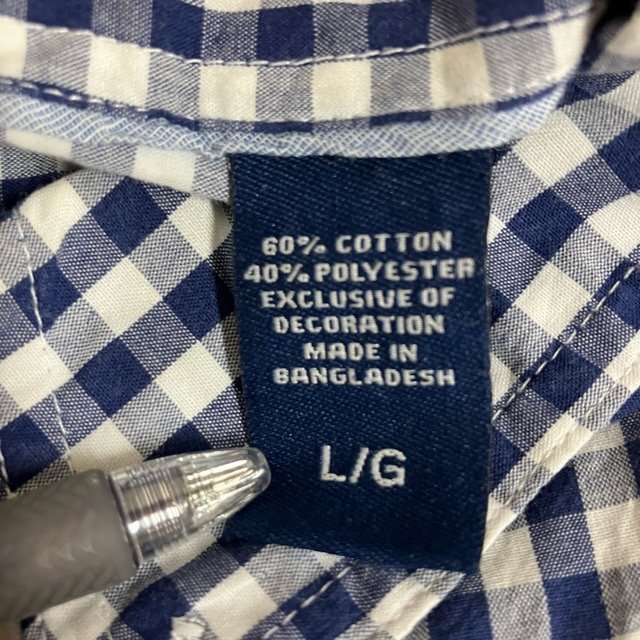 60% COTTON
40% POLYESTER
EXCLUSIVE OF
DECORATION
MADE IN
BANGLADESH
L/G